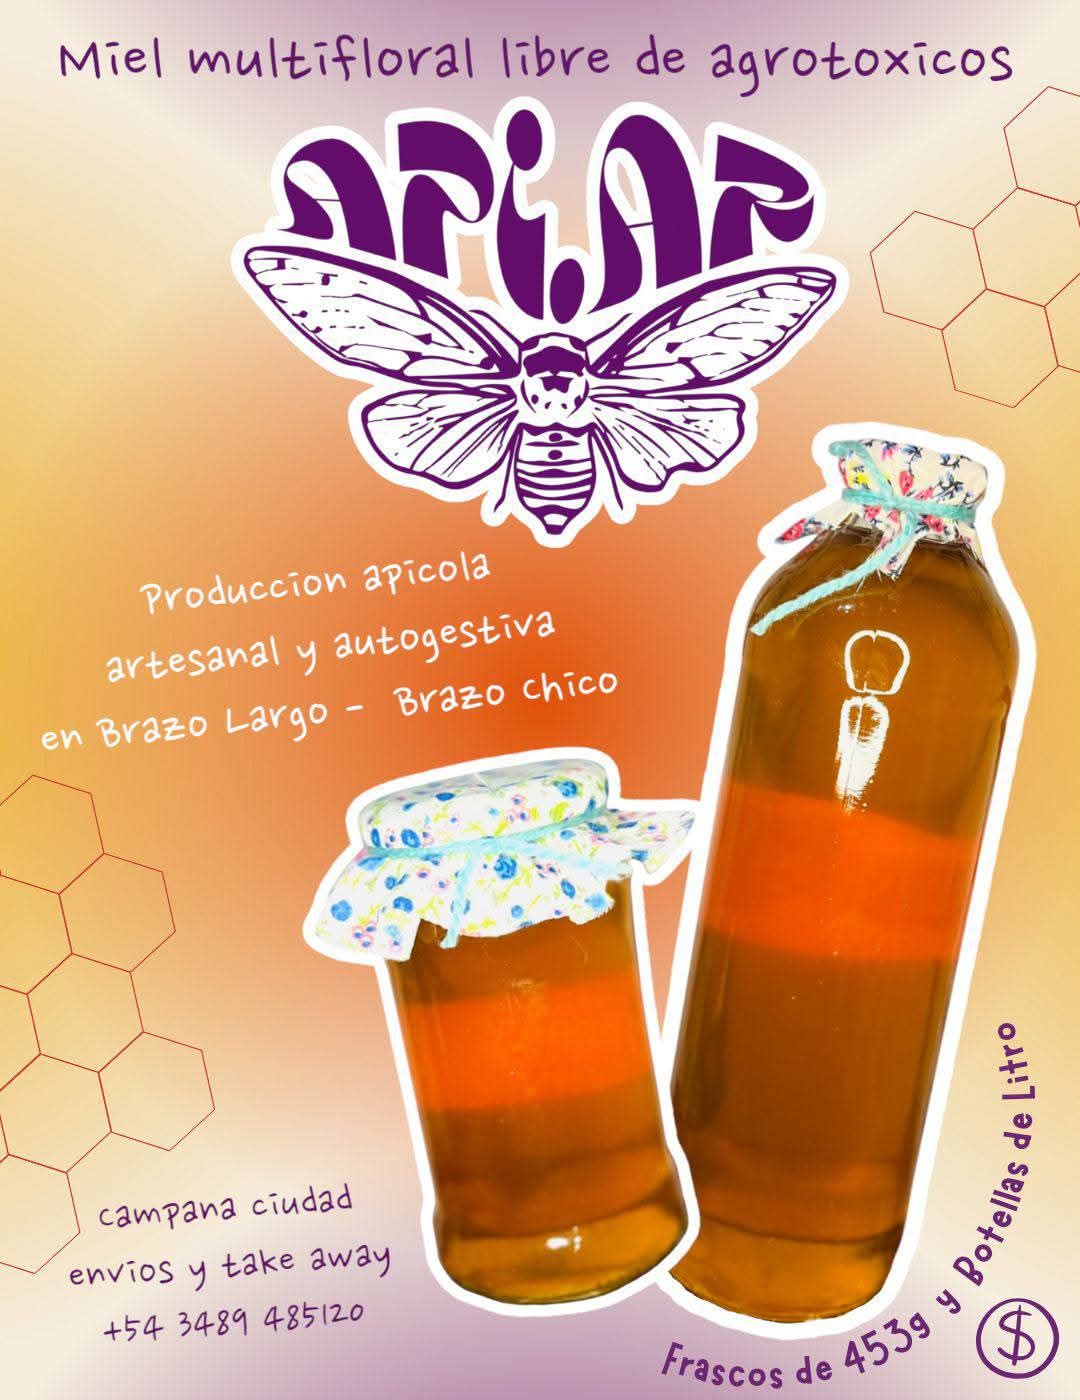 Miel multifloral libre de agrotoxicos
APiAR
Produccion apicola
artesanal y autogestiva
en Brazo Largo - Brazo Chico
campana ciudad
envios y take away
+54 3489 485120
Frascos de 453g y Botellas de Litro
$